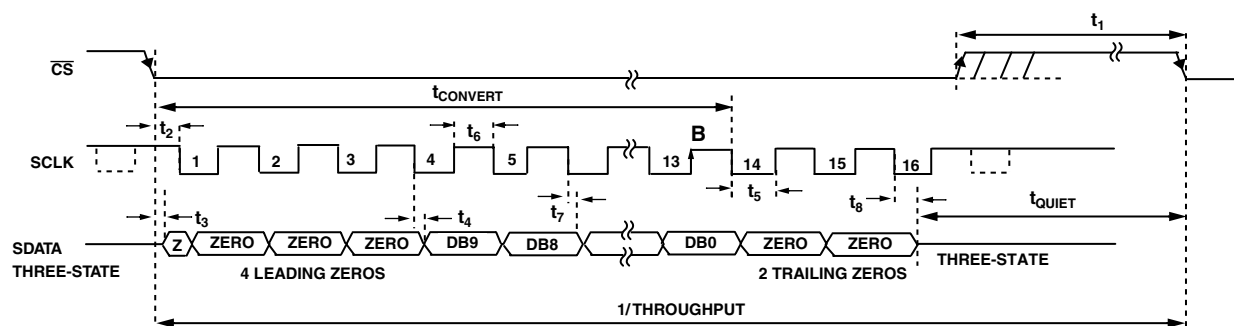 t1
CS
tCONVERT
t2
t6
B
SCLK
1
2
3
4
5
13
14
15
16
t5
t8
t3
t4
t7
tQUIET
SDATA
Z
ZERO
ZERO
ZERO
DB9
DB8
DB0
ZERO
ZERO
THREE-STATE
THREE-STATE
4 LEADING ZEROS
2 TRAILING ZEROS
1/THROUGHPUT